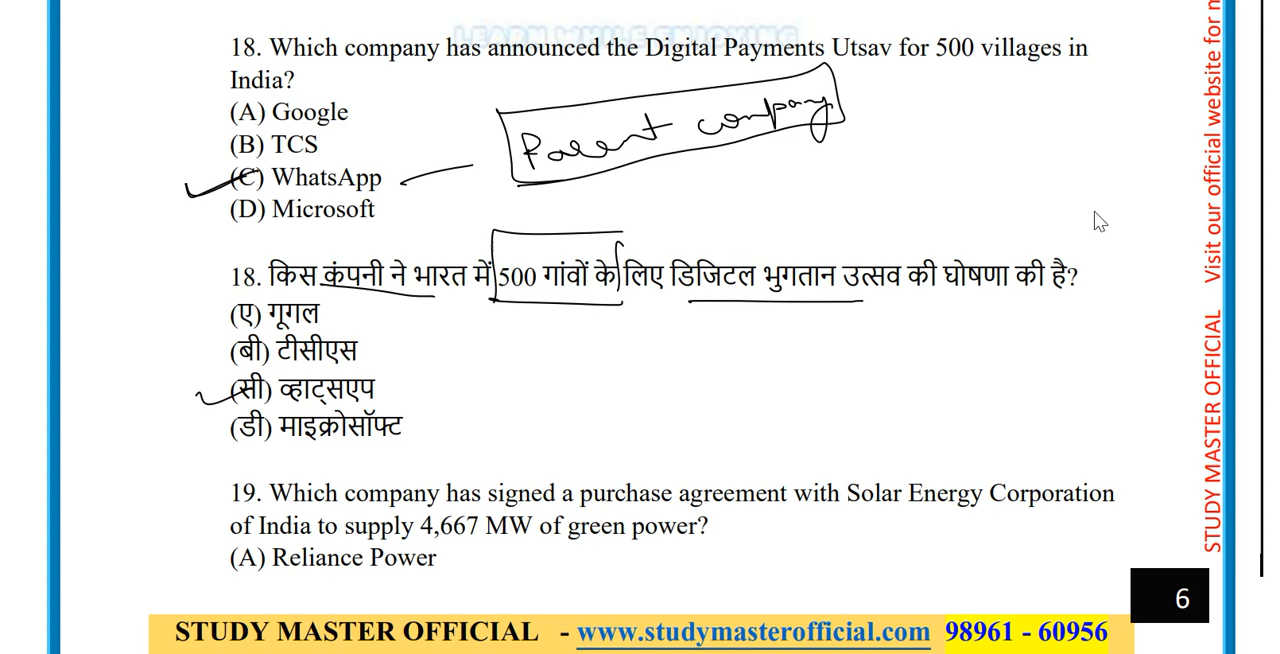 LEARN WHILE ENJOYING
18. Which company has announced the Digital Payments Utsav for 500 villages in
India?
(A) Google
(B) TCS
(C) WhatsApp
(D) Microsoft
Parent company
18. किस कंपनी ने भारत में 500 गांवों के लिए डिजिटल भुगतान उत्सव की घोषणा की है?
(ए) गूगल
(बी) टीसीएस
(सी) व्हाट्सएप
(डी) माइक्रोसॉफ्ट
19. Which company has signed a purchase agreement with Solar Energy Corporation
of India to supply 4,667 MW of green power?
(A) Reliance Power
6
STUDY MASTER OFFICIAL - www.studymasterofficial.com 98961 - 60956
STUDY MASTER OFFICIAL Visit our official website for